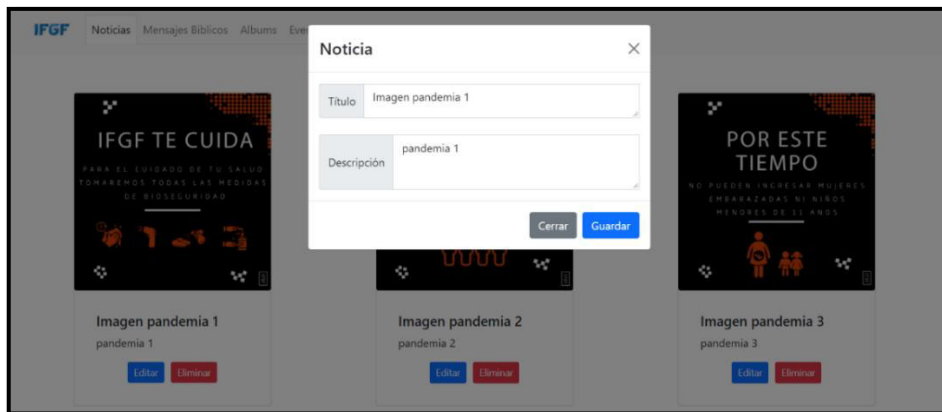 IFGF Noticias Mensajes Bíblicos Albums
Noticia
Título Imagen pandemia 1
Descripción pandemia 1
Cerrar Guardar
IFGF TE CUIDA
PARA EL CUIDADO DE TU SALUD
TOMAREMOS TODAS LAS MEDIDAS
DE BIOSEGURIDAD
POR ESTE
TIEMPO
NO PUEDEN INGRESAR MUJERES
EMBARAZADAS NI NIÑOS
MENORES DE 11 AÑOS
Imagen pandemia 1
pandemia 1
Editar Eliminar
Imagen pandemia 2
pandemia 2
Editar Eliminar
Imagen pandemia 3
pandemia 3
Editar Eliminar